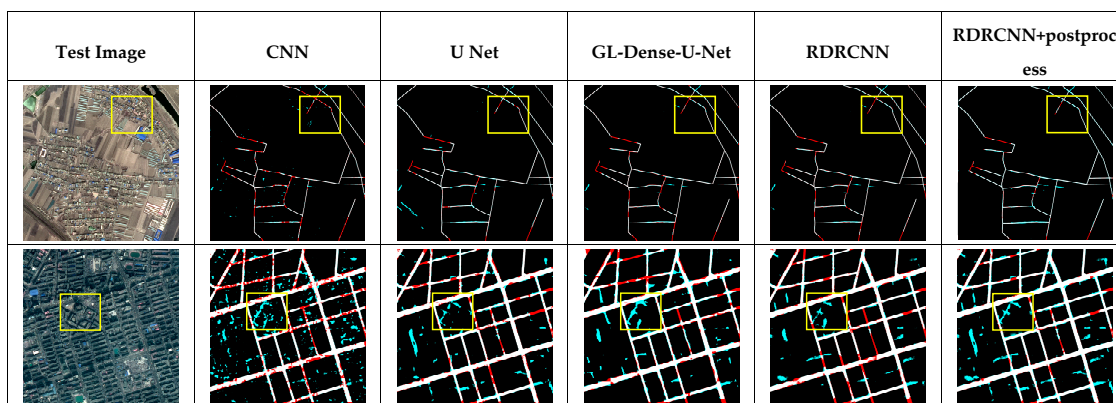 Test Image
CNN
U Net
GL-Dense-U-Net
RDRCNN
RDRCNN+postproc
ess